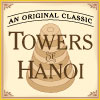 AN ORIGINAL CLASSIC
TOWERS
OF
HANOI